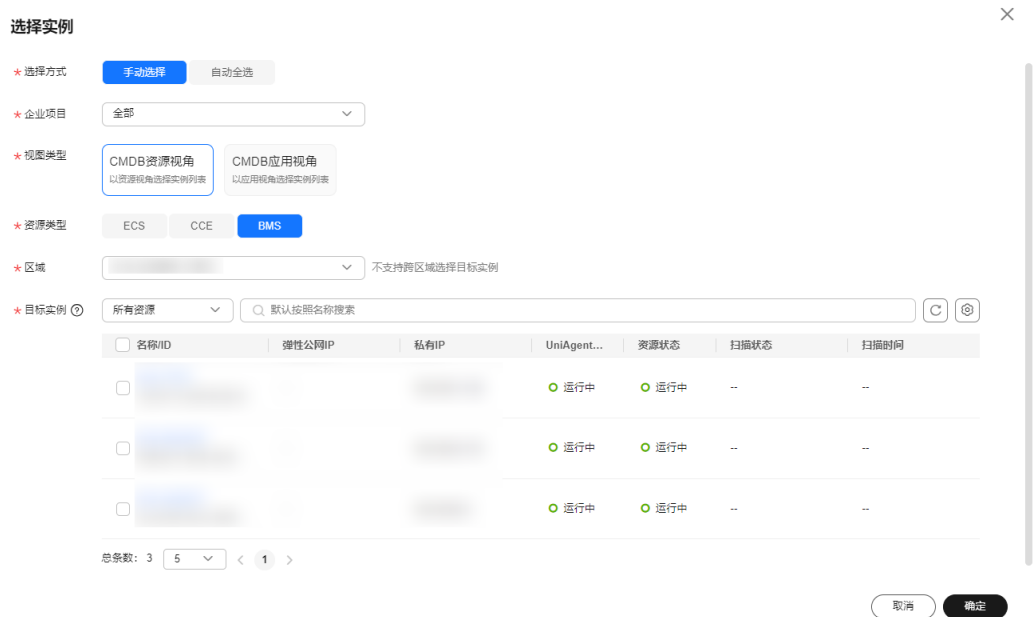 选择实例
* 选择方式 手动选择 自动全选
* 企业项目 全部
* 视图类型 CMDB资源视角 CMDB应用视角
以资源视角选择实例列表 以应用视角选择实例列表
* 资源类型 ECS CCE BMS
* 区域 不支持跨区域选择目标实例
* 目标实例 所有资源 默认按照名称搜索
名称/ID 弹性公网IP 私有IP UniAgent... 资源状态 扫描状态 扫描时间
运行中 运行中 -- --
运行中 运行中 -- --
运行中 运行中 -- --
总条数: 3 5 < 1 >
取消 确定